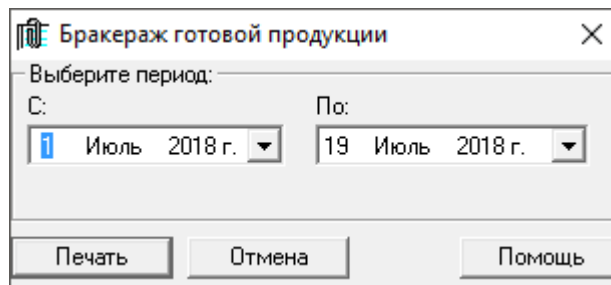 Бракераж готовой продукции
Выберите период:
С: По:
1 Июль 2018 г. 19 Июль 2018 г.
Печать Отмена Помощь